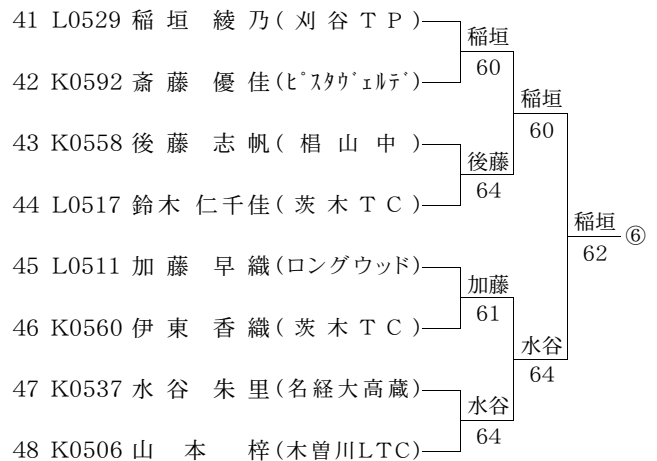 41 L0529 稲垣 綾乃(刈谷TP)
稲垣
60
42 K0592 斎藤 優佳(ピスタヴェルデ)
稲垣
60
43 K0558 後藤 志帆(椙山中)
後藤
64
44 L0517 鈴木 仁千佳(茨木TC)
稲垣 ⑥
62
45 L0511 加藤 早織(ロングウッド)
加藤
61
46 K0560 伊東 香織(茨木TC)
水谷
64
47 K0537 水谷 朱里(名経大高蔵)
水谷
64
48 K0506 山本 梓(木曽川LTC)